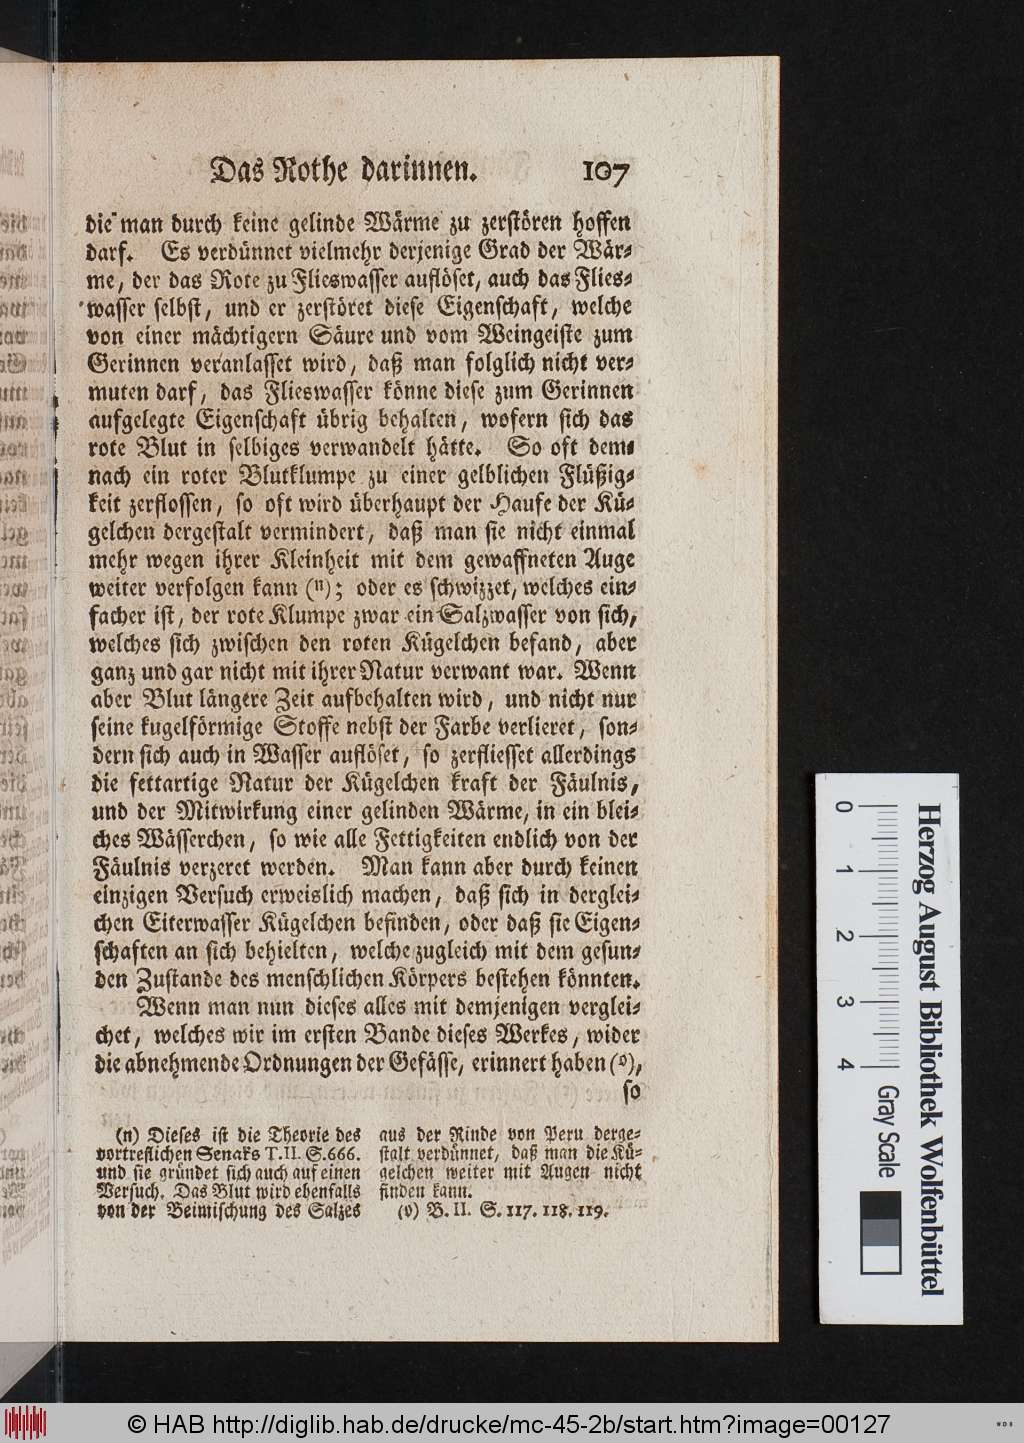 Das Rothe darinnen. 107
die man durch keine gelinde Wärme zu zerstören hoffen
darf. Es verdünnet vielmehr derjenige Grad der Wär-
me, der das Rote zu Flieswasser auflöset, auch das Flies-
wasser selbst, und er zerstöret diese Eigenschaft, welche
von einer mächtigern Säure und vom Weingeiste zum
Gerinnen veranlasset wird, daß man folglich nicht ver-
muten darf, das Flieswasser könne diese zum Gerinnen
aufgelegte Eigenschaft übrig behalten, wofern sich das
rote Blut in selbiges verwandelt hätte. So oft dem-
nach ein roter Blutklumpe zu einer gelblichen Flüßig-
keit zerflossen, so oft wird überhaupt der Haufe der Kü-
gelchen dergestalt vermindert, daß man sie nicht einmal
mehr wegen ihrer Kleinheit mit dem gewaffneten Auge
weiter verfolgen kann (n); oder es schwizzet, welches ein-
facher ist, der rote Klumpe zwar ein Salzwasser von sich,
welches sich zwischen den roten Kügelchen befand, aber
ganz und gar nicht mit ihrer Natur verwant war. Wenn
aber Blut längere Zeit aufbehalten wird, und nicht nur
seine kugelförmige Stoffe nebst der Farbe verlieret, son-
dern sich auch in Wasser auflöset, so zerfliesset allerdings
die fettartige Natur der Kügelchen kraft der Fäulnis,
und der Mitwirkung einer gelinden Wärme, in ein blei-
ches Wässerchen, so wie alle Fettigkeiten endlich von der
Fäulnis verzeret werden. Man kann aber durch keinen
einzigen Versuch erweislich machen, daß sich in derglei-
chen Eiterwasser Kügelchen befinden, oder daß sie Eigen-
schaften an sich behielten, welche zugleich mit dem gesun-
den Zustande des menschlichen Körpers bestehen könnten.
Wenn man nun dieses alles mit demjenigen verglei-
chet, welches wir im ersten Bande dieses Werkes, wider
die abnehmende Ordnungen der Gefässe, erinnert haben (o),
so
(n) Dieses ist die Theorie des
vortreflichen Senaks T. II. S. 666.
und sie gründet sich auch auf einen
Versuch. Das Blut wird ebenfalls
von der Beimischung des Salzes
aus der Rinde von Peru derge-
stalt verdünnet, daß man die Kü-
gelchen weiter mit Augen nicht
finden kann.
(o) B. II. S. 117. 118. 119.
0 1 2 3 4 Gray Scale
Herzog August Bibliothek Wolfenbüttel
© HAB http://diglib.hab.de/drucke/mc-45-2b/start.htm?image=00127